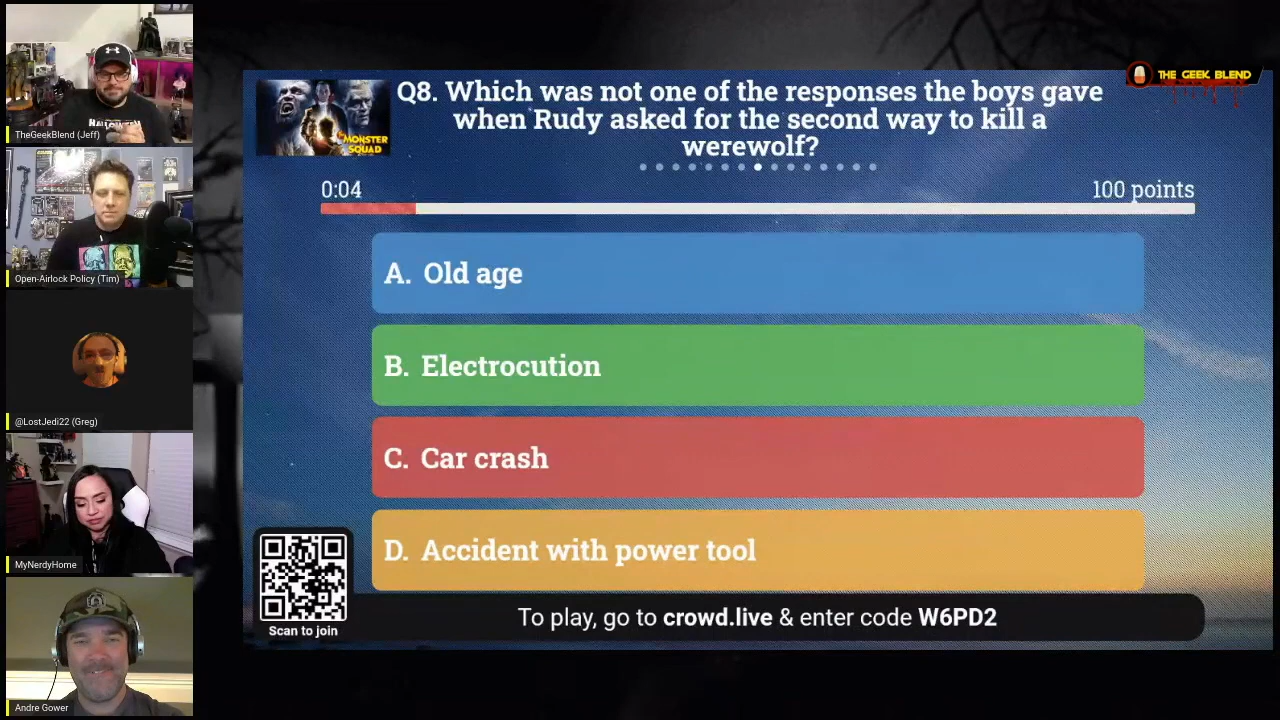 TheGeekBlend (Jeff)
Open-Airlock Policy (Tim)
@LostJedi22 (Greg)
MyNerdyHome
Andre Gower
THE GEEK BLEND
MONSTER
SQUAD
Q8. Which was not one of the responses the boys gave
when Rudy asked for the second way to kill a
werewolf?
0:04
100 points
A. Old age
B. Electrocution
C. Car crash
D. Accident with power tool
Scan to join
To play, go to crowd.live & enter code W6PD2